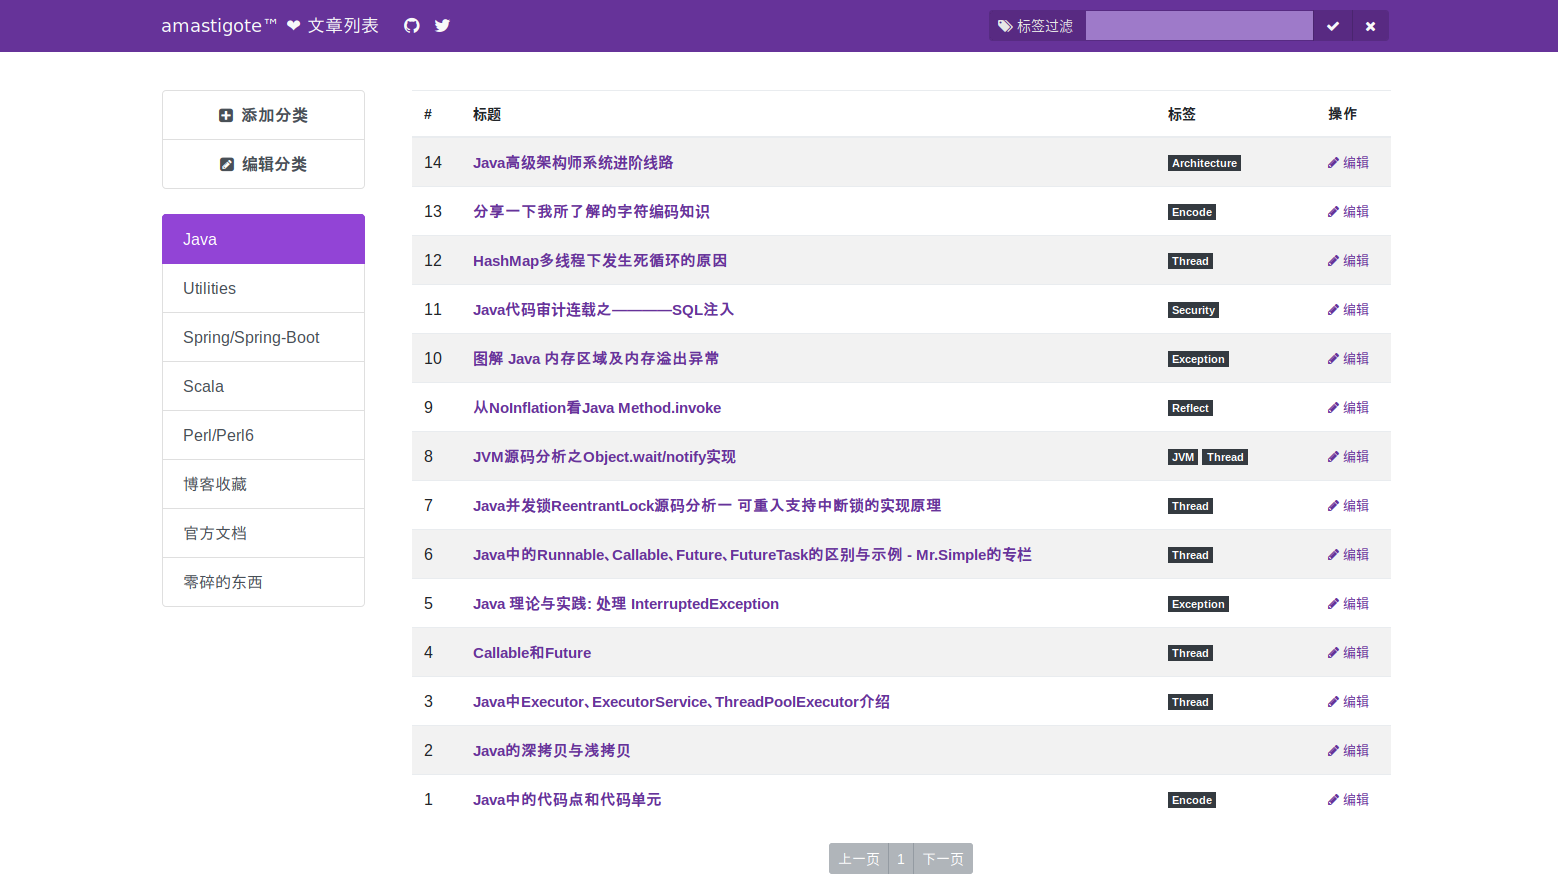 amastigote™ ❤ 文章列表
标签过滤
添加分类
编辑分类
Java
Utilities
Spring/Spring-Boot
Scala
Perl/Perl6
博客收藏
官方文档
零碎的东西
# 标题 标签 操作
14 Java高级架构师系统进阶线路 Architecture 编辑
13 分享一下我所了解的字符编码知识 Encode 编辑
12 HashMap多线程下发生死循环的原因 Thread 编辑
11 Java代码审计连载之————SQL注入 Security 编辑
10 图解 Java 内存区域及内存溢出异常 Exception 编辑
9 从NoInflation看Java Method.invoke Reflect 编辑
8 JVM源码分析之Object.wait/notify实现 JVM Thread 编辑
7 Java并发锁ReentrantLock源码分析一 可重入支持中断锁的实现原理 Thread 编辑
6 Java中的Runnable、Callable、Future、FutureTask的区别与示例 - Mr.Simple的专栏 Thread 编辑
5 Java 理论与实践: 处理 InterruptedException Exception 编辑
4 Callable和Future Thread 编辑
3 Java中Executor、ExecutorService、ThreadPoolExecutor介绍 Thread 编辑
2 Java的深拷贝与浅拷贝 编辑
1 Java中的代码点和代码单元 Encode 编辑
上一页 1 下一页